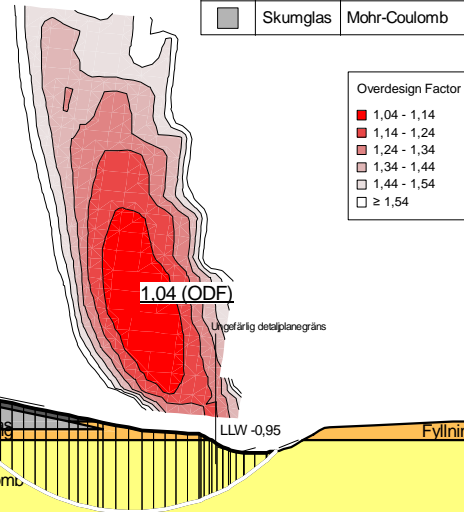 Skumglas Mohr-Coulomb
Overdesign Factor
1,04 - 1,14
1,14 - 1,24
1,24 - 1,34
1,34 - 1,44
1,44 - 1,54
≥ 1,54
1,04 (ODF)
Ungefärlig detaljplanegräns
LLW -0,95